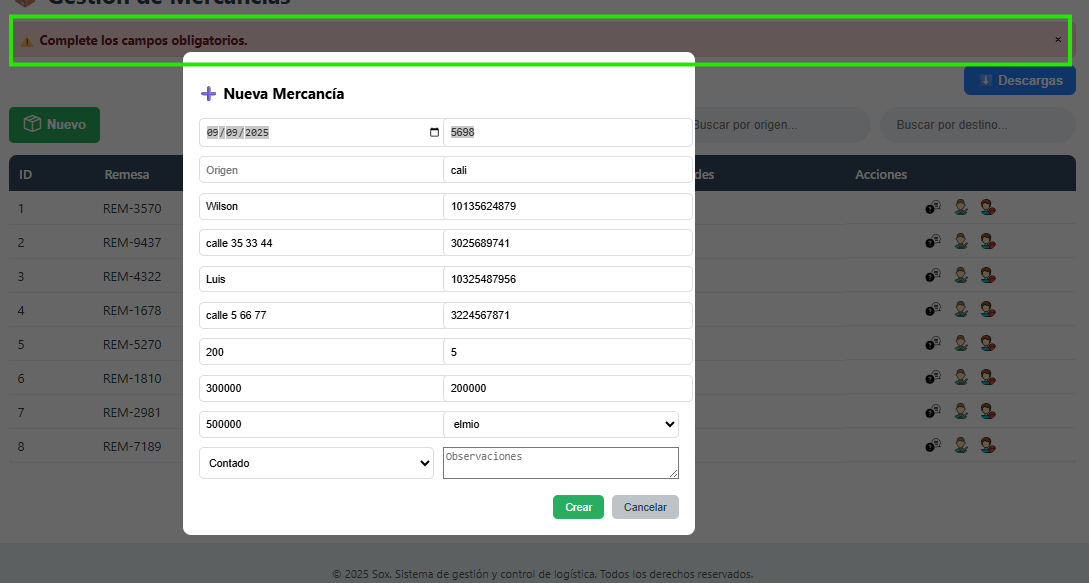 Gestión de Mercancías
Complete los campos obligatorios. ×
Descargas
Nuevo
Buscar por origen... Buscar por destino...
Nueva Mercancía
09/09/2025 5698
Origen cali
Wilson 10135624879
calle 35 33 44 3025689741
Luis 10325487956
calle 5 66 77 3224567871
200 5
300000 200000
500000 elmio
Contado Observaciones
Crear Cancelar
ID Remesa des Acciones
1 REM-3570
2 REM-9437
3 REM-4322
4 REM-1678
5 REM-5270
6 REM-1810
7 REM-2981
8 REM-7189
© 2025 Sox. Sistema de gestión y control de logística. Todos los derechos reservados.